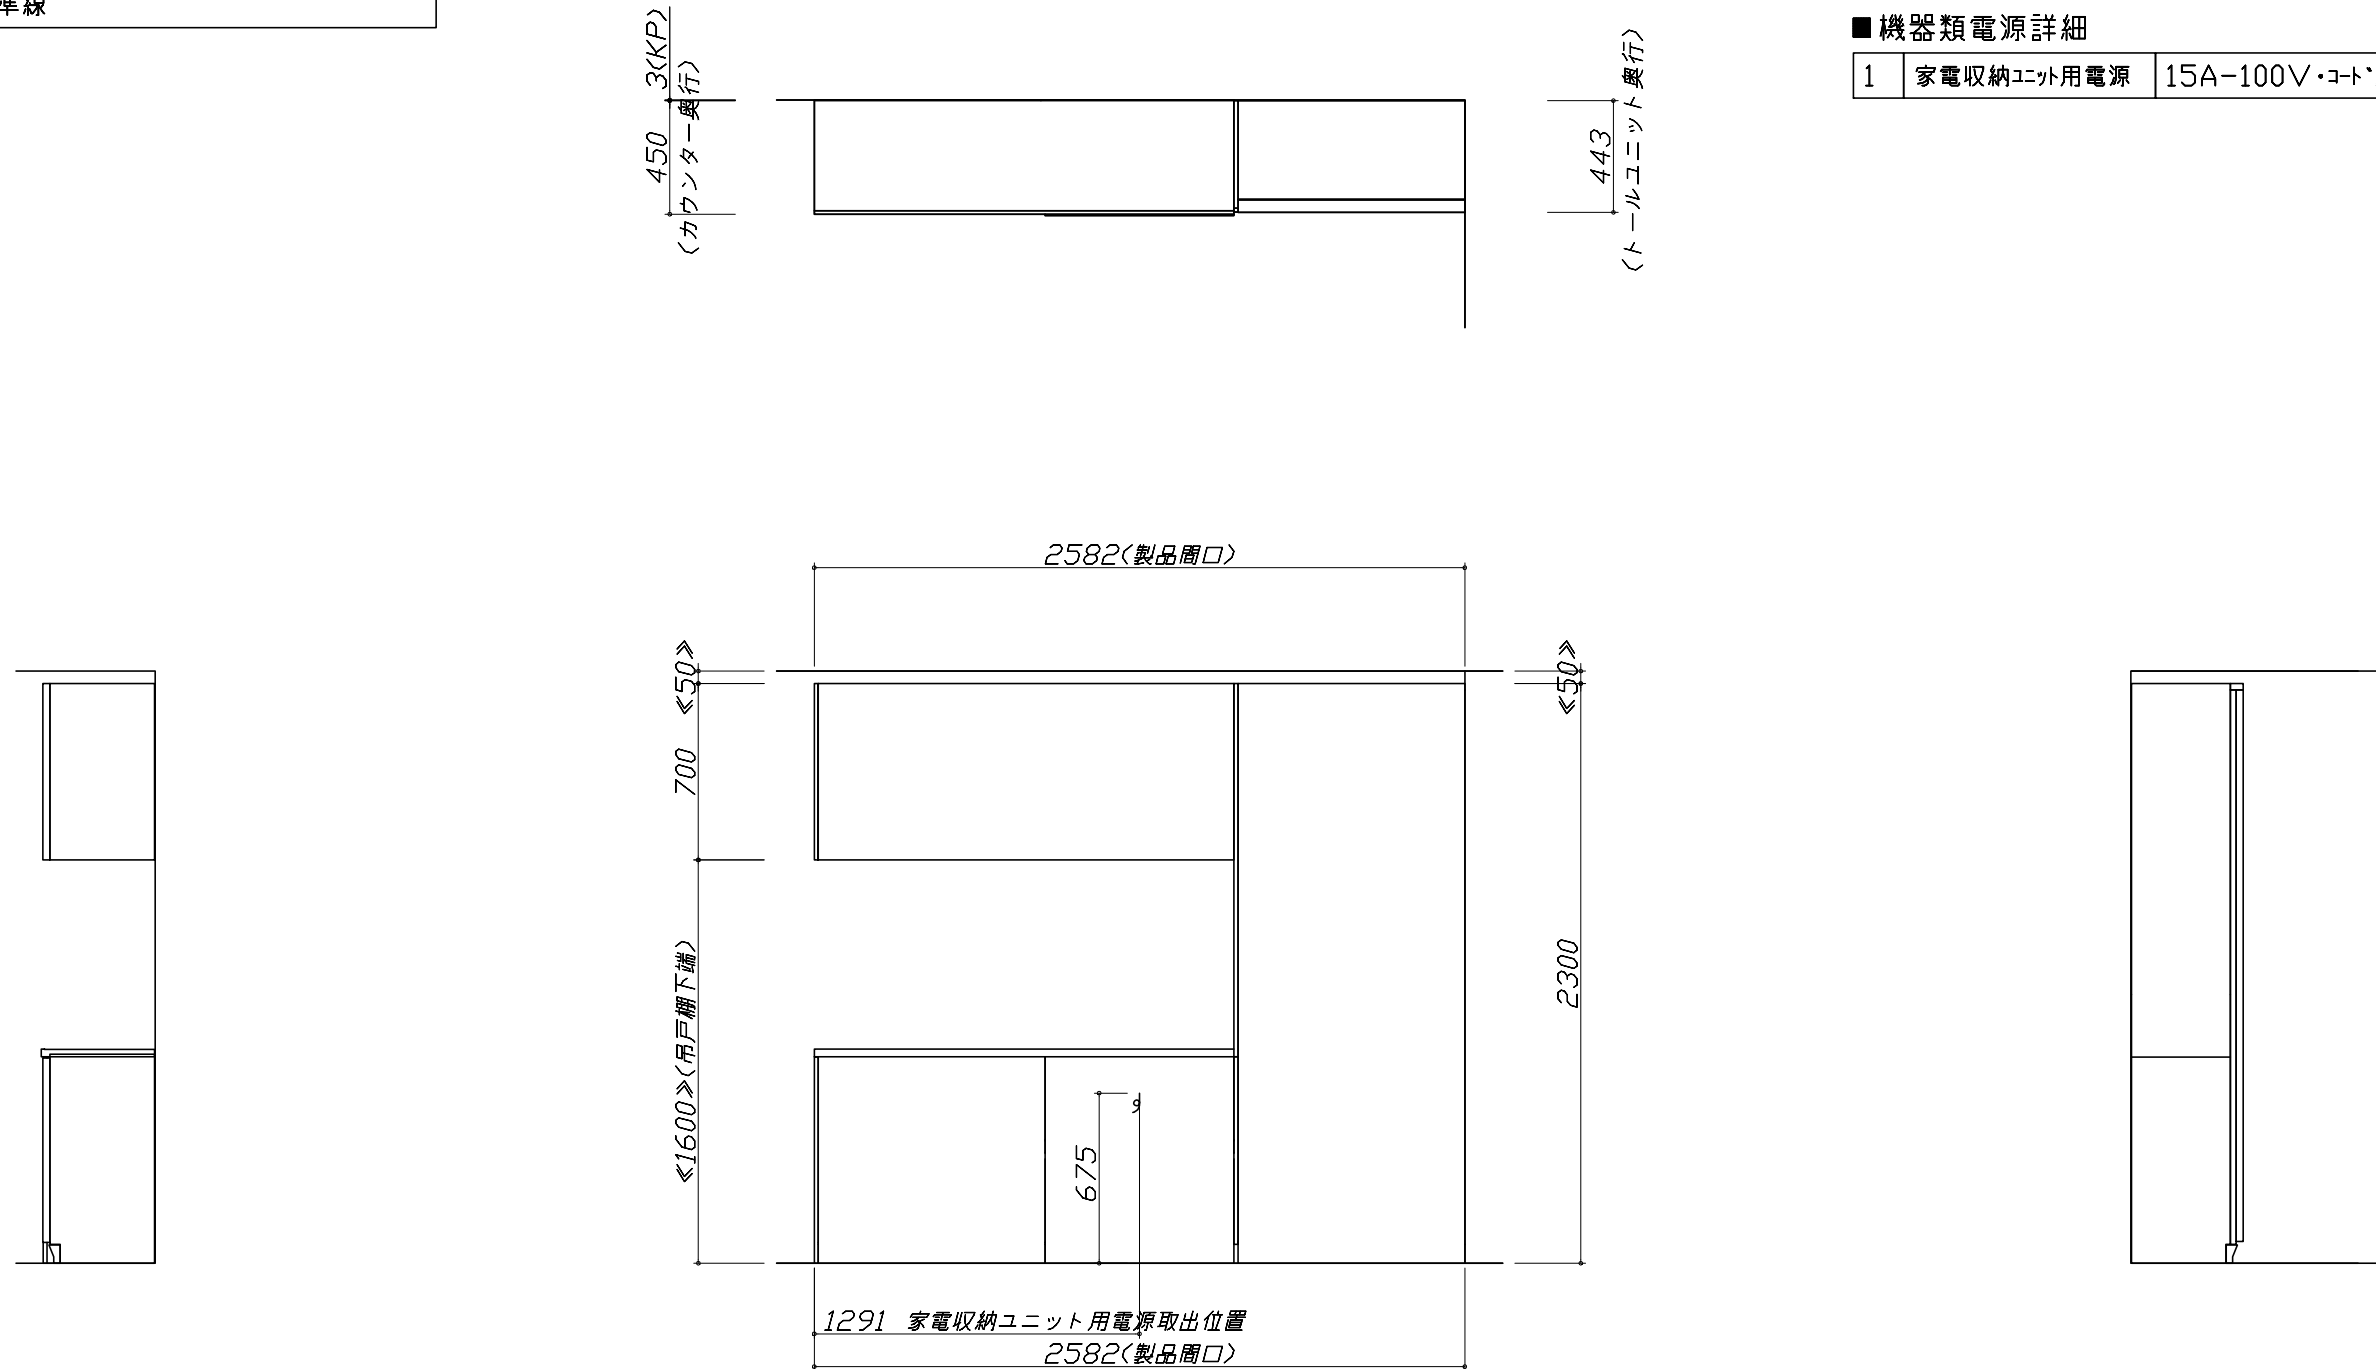 準線
■機器類電源詳細
1 家電収納ユニット用電源 15A-100V・コード
3(KP)
450
(カウンター奥行)
443
(トールユニット奥行)
2582(製品間口)
≪50≫
700
≪1600≫(吊戸棚下端)
≪50≫
2300
675
1291 家電収納ユニット用電源取出位置
2582(製品間口)